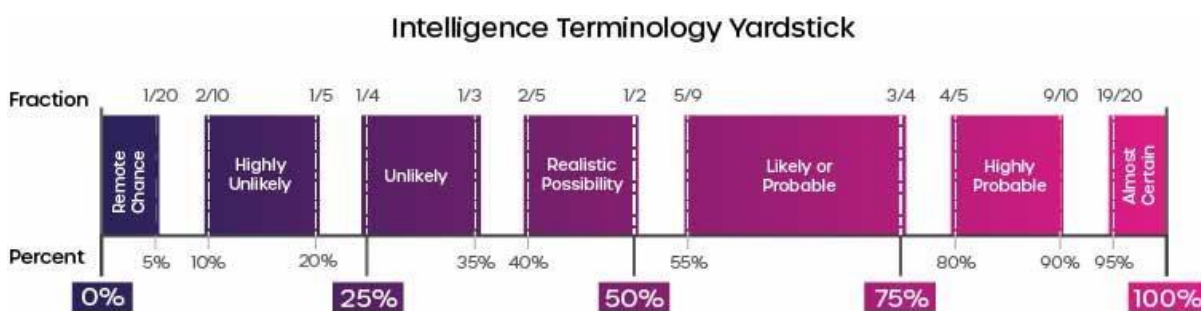 Intelligence Terminology Yardstick
Fraction 1/20 2/10 1/5 1/4 1/3 2/5 1/2 5/9 3/4 4/5 9/10 19/20
Remote
Chance
Highly
Unlikely
Unlikely
Realistic
Possibility
Likely or
Probable
Highly
Probable
Almost
Certain
Percent 5% 10% 20% 35% 40% 55% 80% 90% 95%
0% 25% 50% 75% 100%